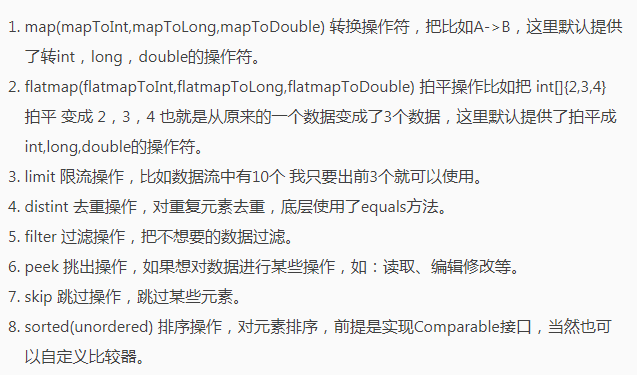 1. map(mapToInt,mapToLong,mapToDouble) 转换操作符，把比如A->B，这里默认提供
了转int，long，double的操作符。
2. flatmap(flatmapToInt,flatmapToLong,flatmapToDouble) 拍平操作比如把 int[]{2,3,4}
拍平 变成 2，3，4 也就是从原来的一个数据变成了3个数据，这里默认提供了拍平成
int,long,double的操作符。
3. limit 限流操作，比如数据流中有10个 我只要出前3个就可以使用。
4. distint 去重操作，对重复元素去重，底层使用了equals方法。
5. filter 过滤操作，把不想要的数据过滤。
6. peek 挑出操作，如果想对数据进行某些操作，如：读取、编辑修改等。
7. skip 跳过操作，跳过某些元素。
8. sorted(unordered) 排序操作，对元素排序，前提是实现Comparable接口，当然也可
以自定义比较器。